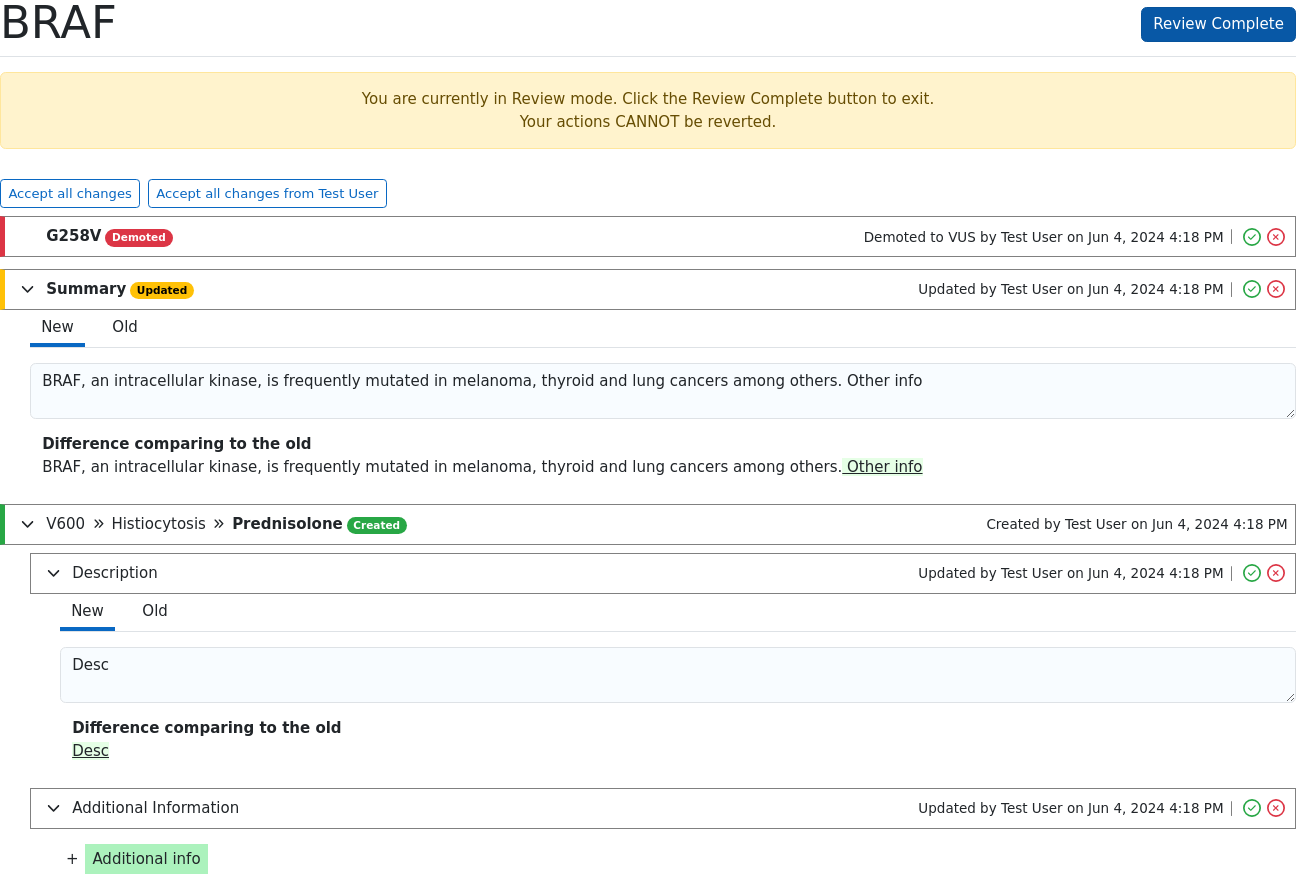 BRAF
Review Complete
You are currently in Review mode. Click the Review Complete button to exit.
Your actions CANNOT be reverted.
Accept all changes Accept all changes from Test User
G258V Demoted Demoted to VUS by Test User on Jun 4, 2024 4:18 PM
Summary Updated Updated by Test User on Jun 4, 2024 4:18 PM
New Old
BRAF, an intracellular kinase, is frequently mutated in melanoma, thyroid and lung cancers among others. Other info
Difference comparing to the old
BRAF, an intracellular kinase, is frequently mutated in melanoma, thyroid and lung cancers among others. Other info
V600 » Histiocytosis » Prednisolone Created Created by Test User on Jun 4, 2024 4:18 PM
Description Updated by Test User on Jun 4, 2024 4:18 PM
New Old
Desc
Difference comparing to the old
Desc
Additional Information Updated by Test User on Jun 4, 2024 4:18 PM
+ Additional info